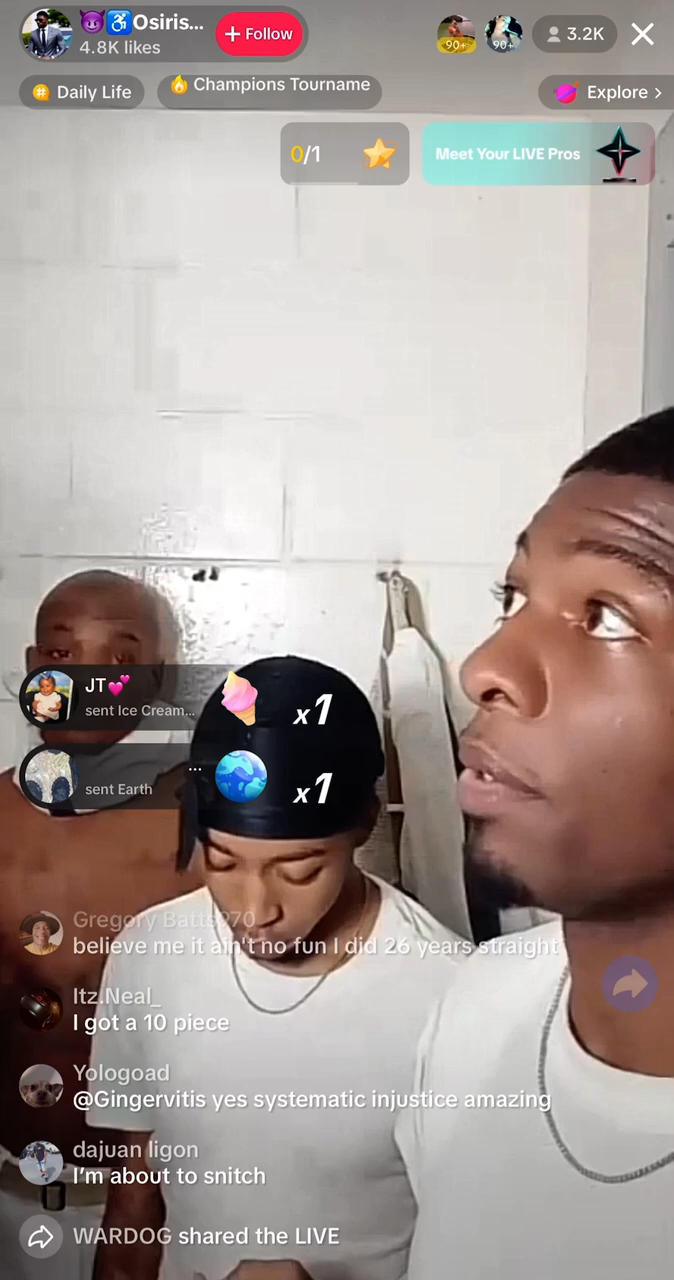 😈♿Osiris...
4.8K likes
+ Follow
90+
90+
3.2K
Daily Life
🔥 Champions Tourname
Explore >
0/1
Meet Your LIVE Pros
JT💕
sent Ice Cream...
x1
...
sent Earth
x1
Gregory Batts970
believe me it ain't no fun I did 26 years straight
Itz.Neal_
I got a 10 piece
Yologoad
@Gingervitis yes systematic injustice amazing
dajuan ligon
I'm about to snitch
WARDOG shared the LIVE